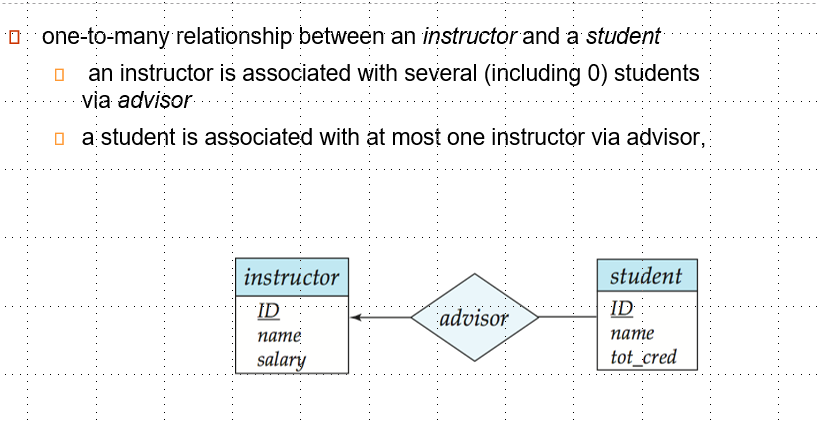 one-to-many relationship between an instructor and a student
an instructor is associated with several (including 0) students
via advisor
a student is associated with at most one instructor via advisor,
instructor
ID
name
salary
advisor
student
ID
name
tot_cred